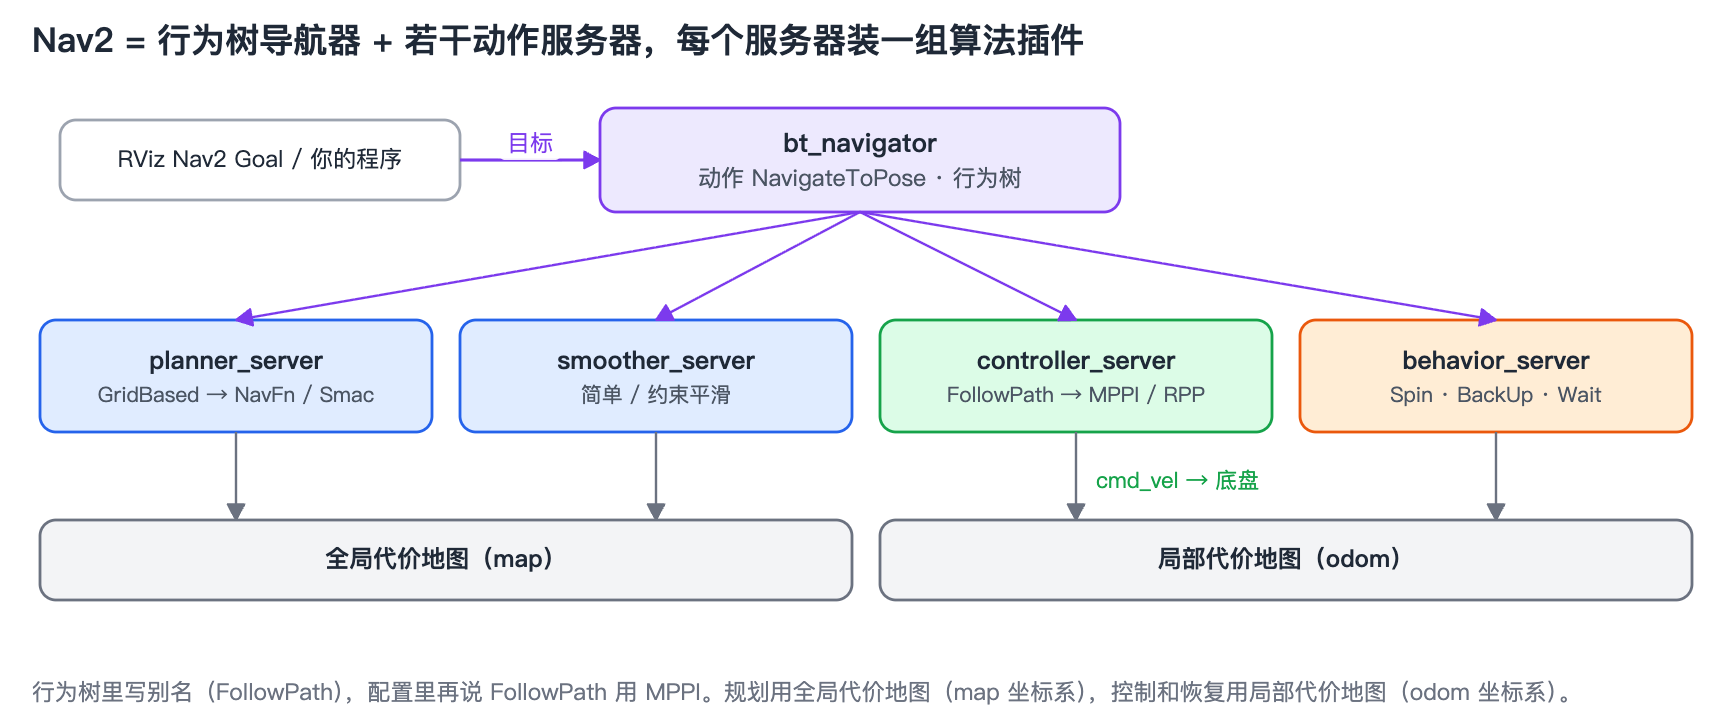 Nav2 = 行为树导航器 + 若干动作服务器，每个服务器装一组算法插件
RViz Nav2 Goal / 你的程序
目标
bt_navigator
动作 NavigateToPose · 行为树
planner_server
GridBased → NavFn / Smac
smoother_server
简单 / 约束平滑
controller_server
FollowPath → MPPI / RPP
behavior_server
Spin · BackUp · Wait
cmd_vel → 底盘
全局代价地图（map）
局部代价地图（odom）
行为树里写别名（FollowPath），配置里再说 FollowPath 用 MPPI。规划用全局代价地图（map 坐标系），控制和恢复用局部代价地图（odom 坐标系）。